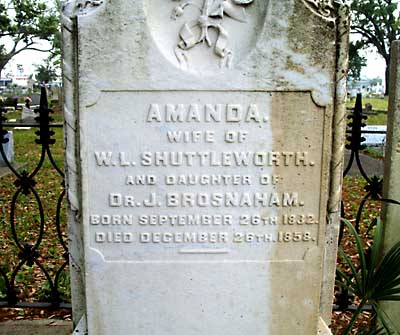 AMANDA.
WIFE OF
W.L. SHUTTLEWORTH.
AND DAUGHTER OF
DR. J. BROSNAHAM.
BORN SEPTEMBER 26TH 1832.
DIED DECEMBER 26TH. 1858.